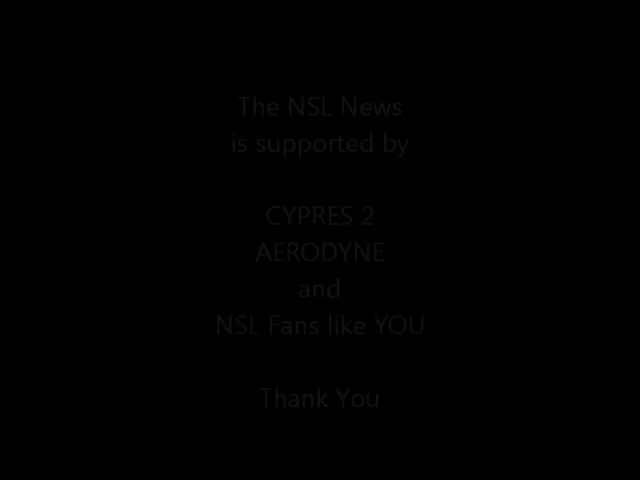 The NSL News
is supported by
CYPRES 2
AERODYNE
and
NSL Fans like YOU
Thank You